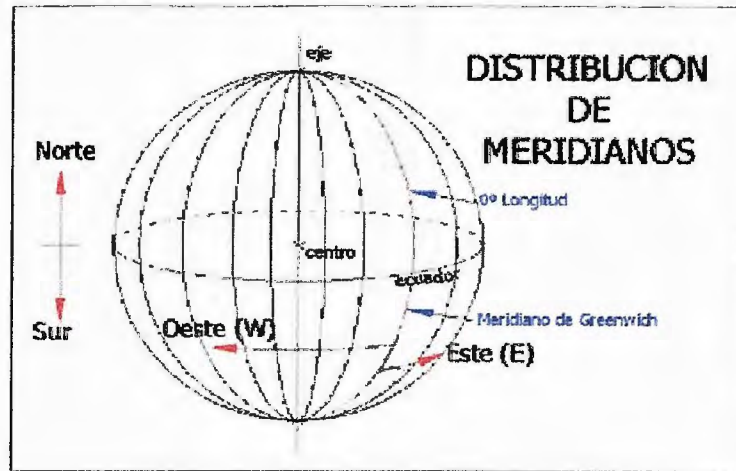 eje
DISTRIBUCION
DE
MERIDIANOS
Norte
0º Longitud
centro
ecuador
Sur
Oeste (W)
Meridiano de Greenwich
Este (E)